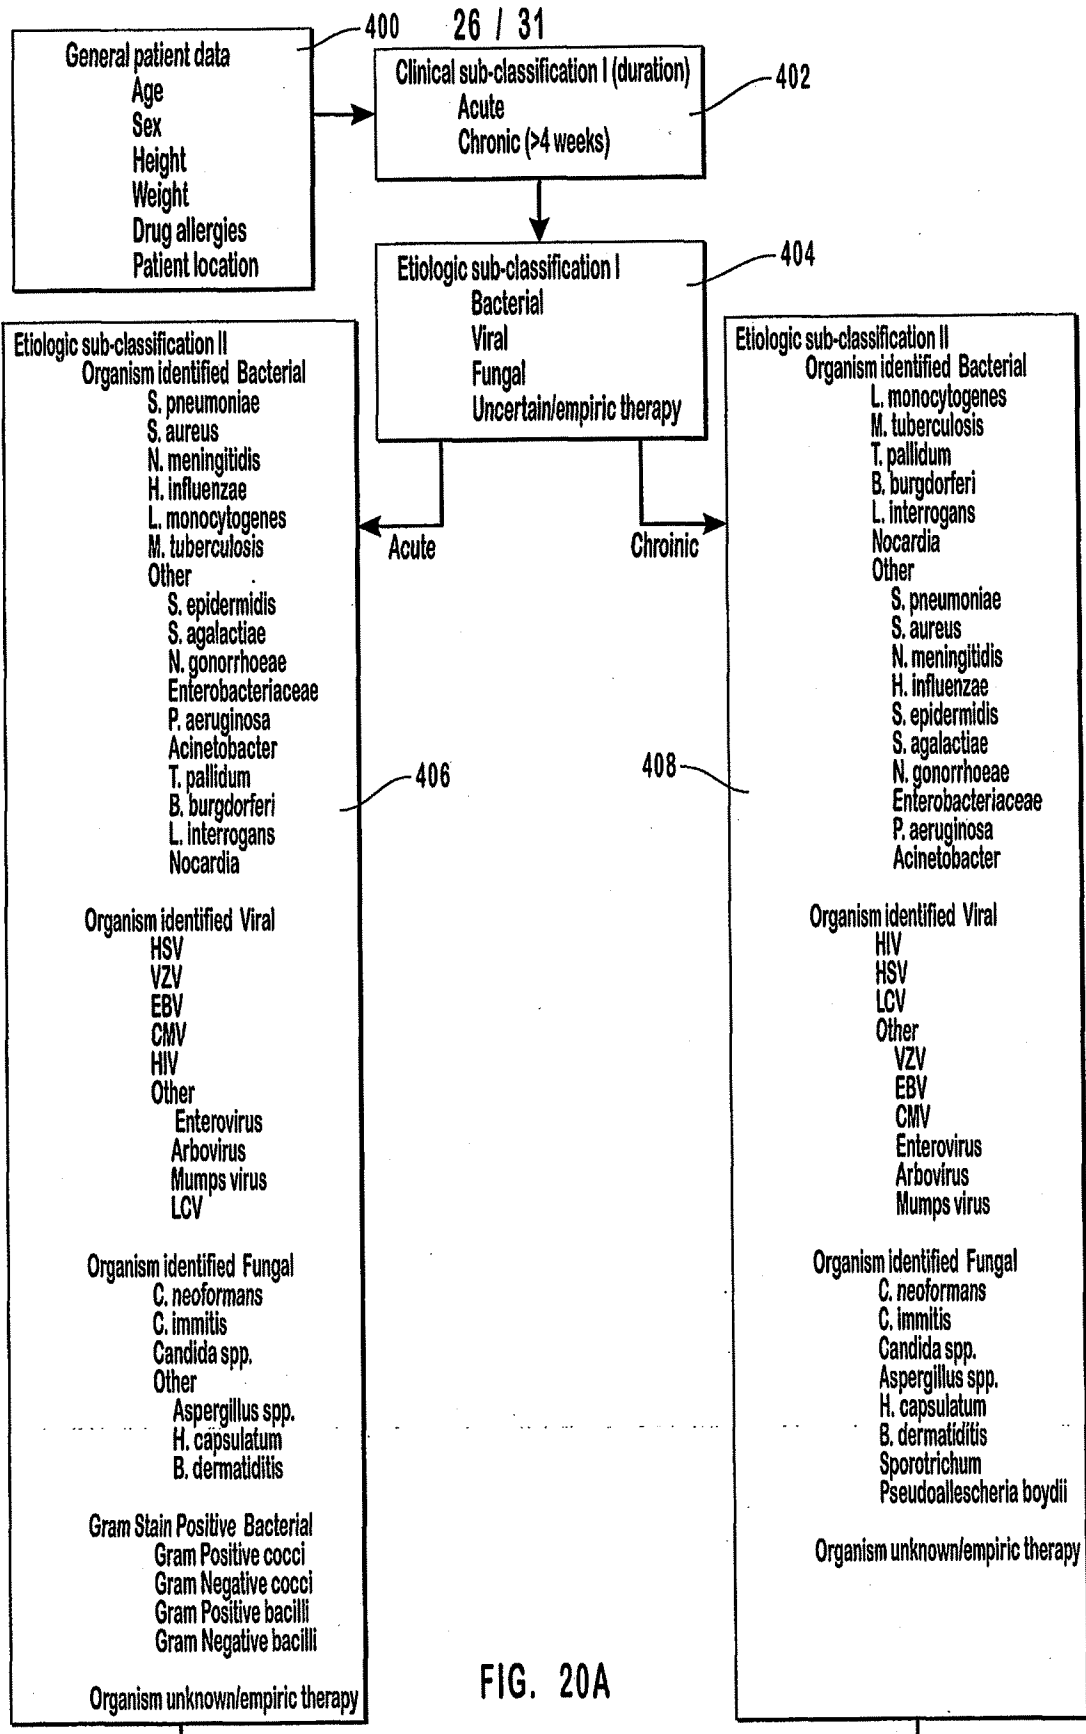 26 / 31
400
General patient data
Age
Sex
Height
Weight
Drug allergies
Patient location
Clinical sub-classification I (duration)
Acute
Chronic (>4 weeks)
402
Etiologic sub-classification I
Bacterial
Viral
Fungal
Uncertain/empiric therapy
404
Acute
Chroinic
Etiologic sub-classification II
Organism identified Bacterial
S. pneumoniae
S. aureus
N. meningitidis
H. influenzae
L. monocytogenes
M. tuberculosis
Other
S. epidermidis
S. agalactiae
N. gonorrhoeae
Enterobacteriaceae
P. aeruginosa
Acinetobacter
T. pallidum
B. burgdorferi
L. interrogans
Nocardia
Organism identified Viral
HSV
VZV
EBV
CMV
HIV
Other
Enterovirus
Arbovirus
Mumps virus
LCV
Organism identified Fungal
C. neoformans
C. immitis
Candida spp.
Other
Aspergillus spp.
H. capsulatum
B. dermatiditis
Gram Stain Positive Bacterial
Gram Positive cocci
Gram Negative cocci
Gram Positive bacilli
Gram Negative bacilli
Organism unknown/empiric therapy
406
408
Etiologic sub-classification II
Organism identified Bacterial
L. monocytogenes
M. tuberculosis
T. pallidum
B. burgdorferi
L. interrogans
Nocardia
Other
S. pneumoniae
S. aureus
N. meningitidis
H. influenzae
S. epidermidis
S. agalactiae
N. gonorrhoeae
Enterobacteriaceae
P. aeruginosa
Acinetobacter
Organism identified Viral
HIV
HSV
LCV
Other
VZV
EBV
CMV
Enterovirus
Arbovirus
Mumps virus
Organism identified Fungal
C. neoformans
C. immitis
Candida spp.
Aspergillus spp.
H. capsulatum
B. dermatiditis
Sporotrichum
Pseudoallescheria boydii
Organism unknown/empiric therapy
FIG. 20A